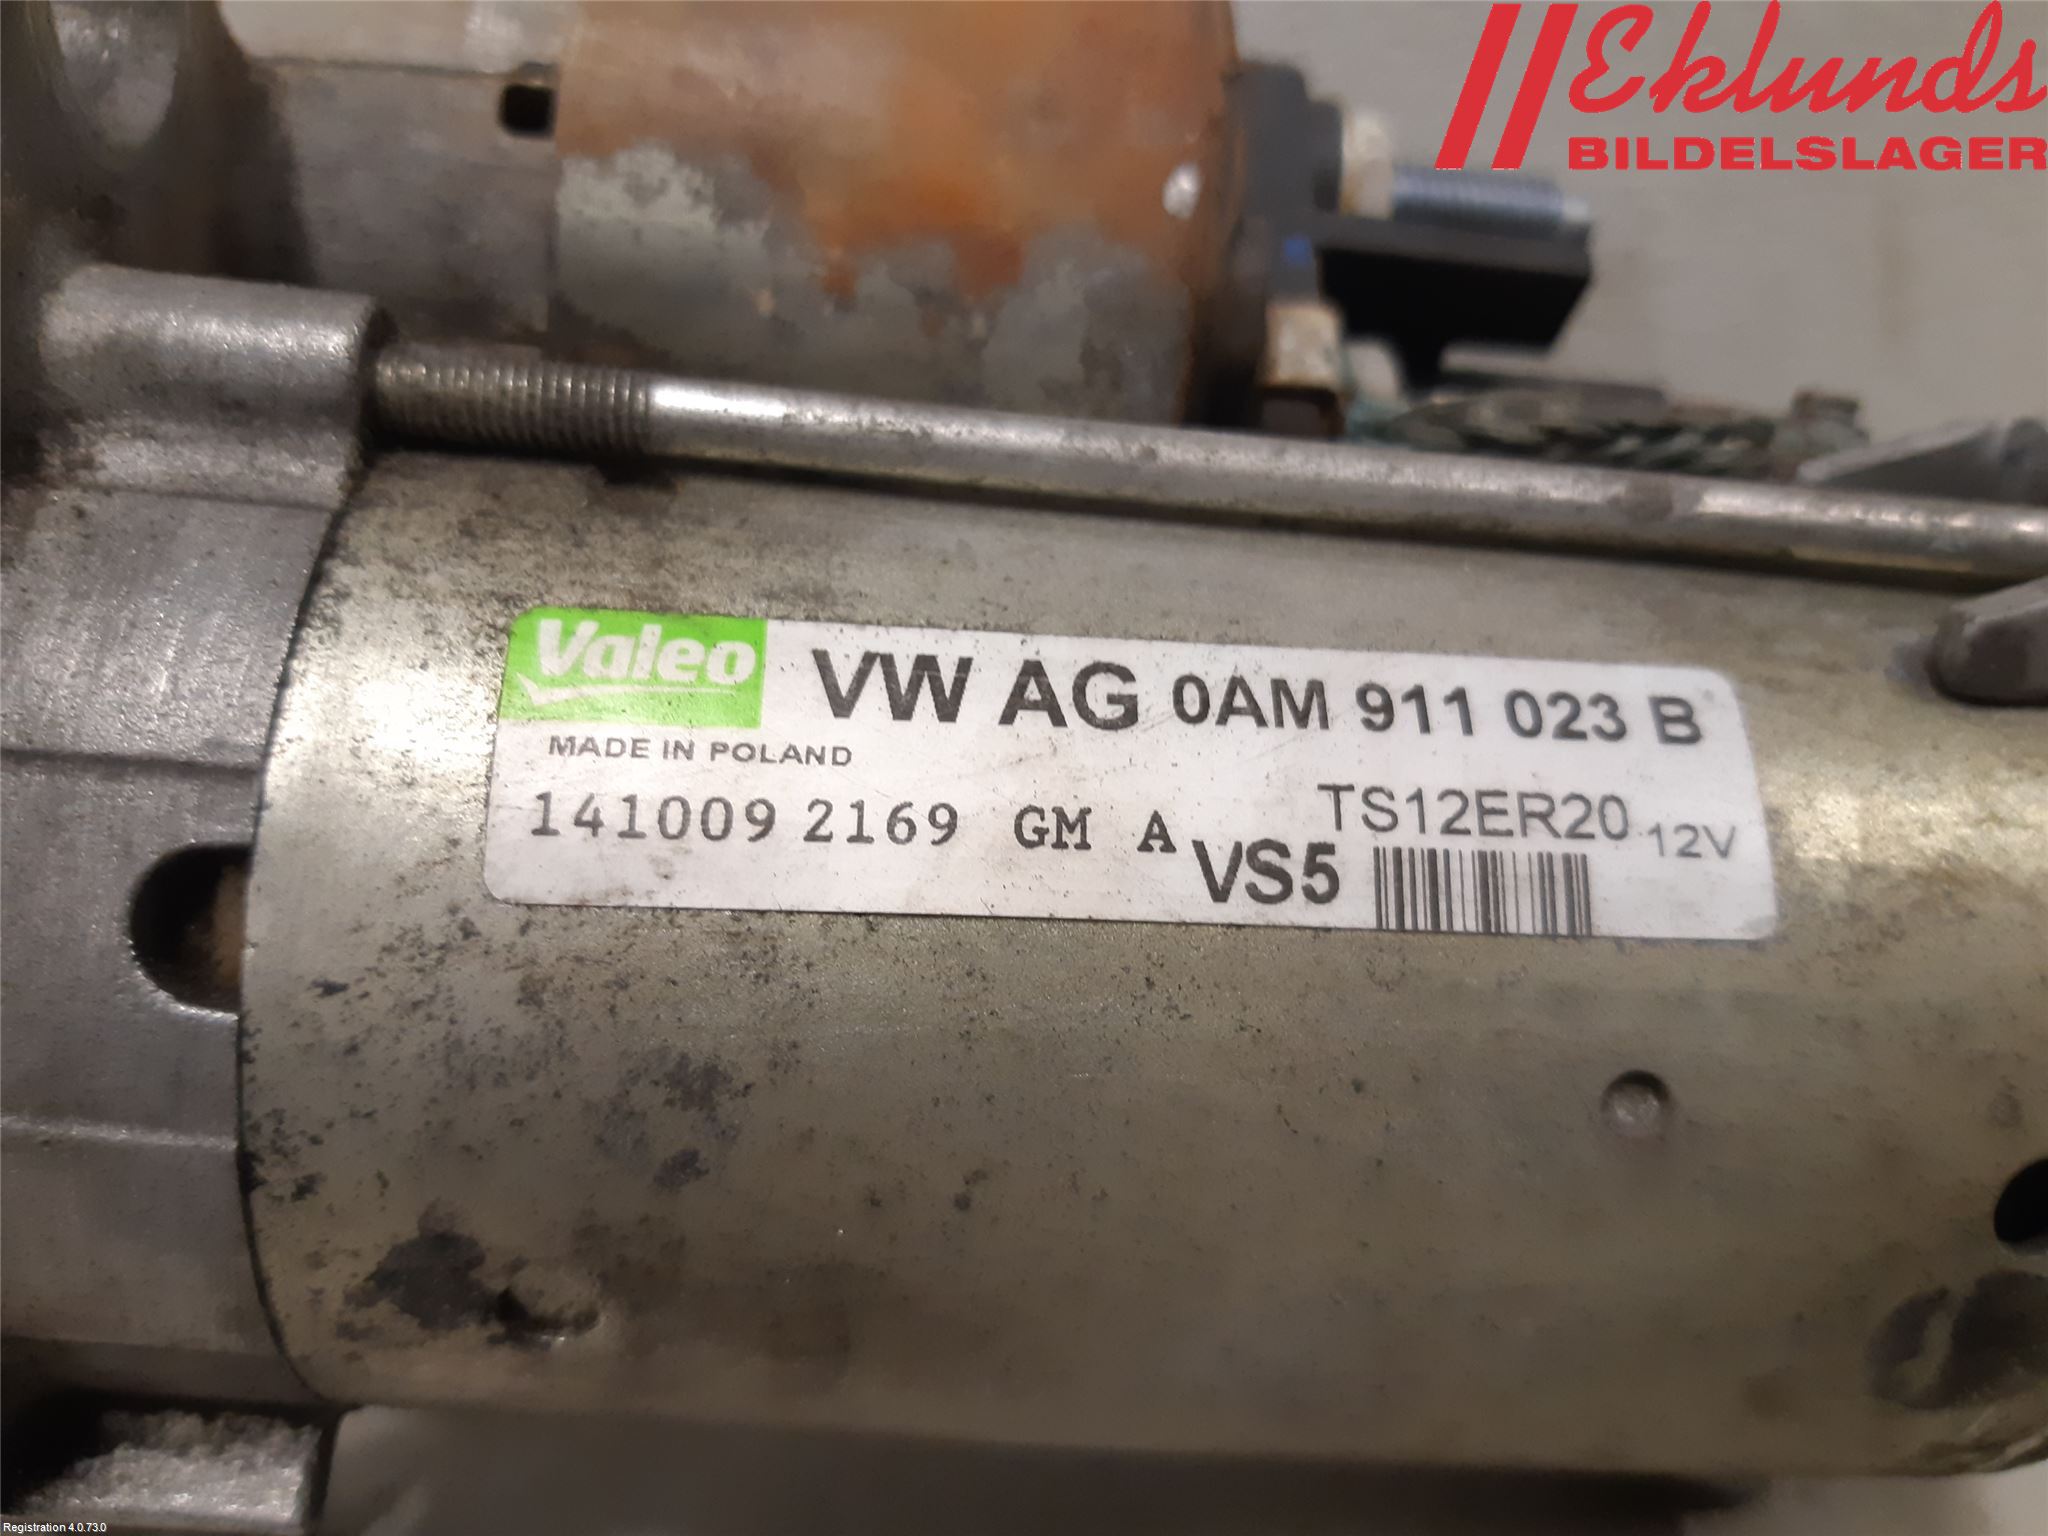 Eklunds
BILDELSLAGER
Valeo VW AG 0AM 911 023 B
MADE IN POLAND
141009 2169 GM A TS12ER20 12V
VS5
Registration 4.0.73.0